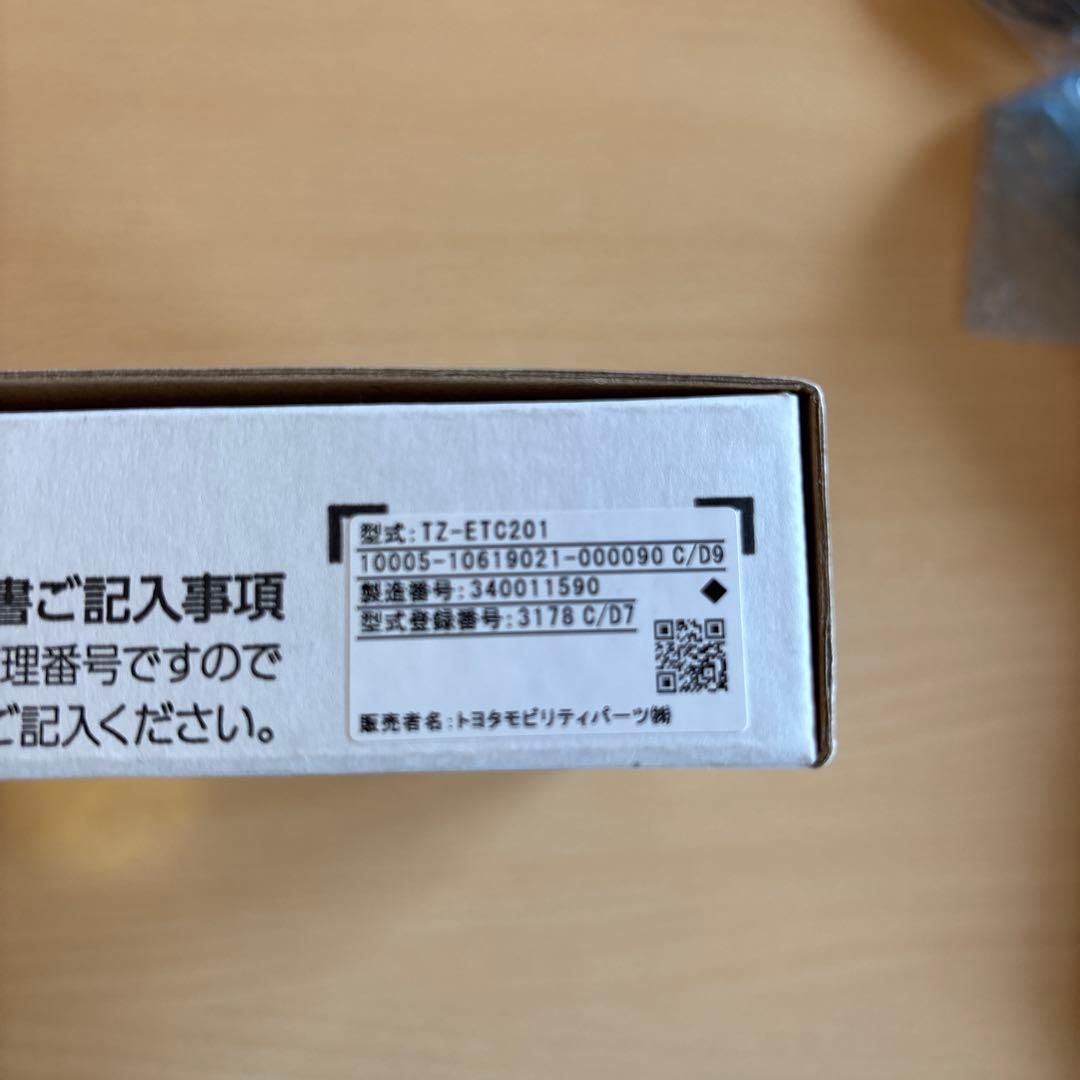 書ご記入事項
理番号ですので
ご記入ください。
型式:TZ-ETC201
10005-10619021-000090 C/D9
製造番号:340011590
型式登録番号:3178 C/D7
販売者名:トヨタモビリティパーツ㈱